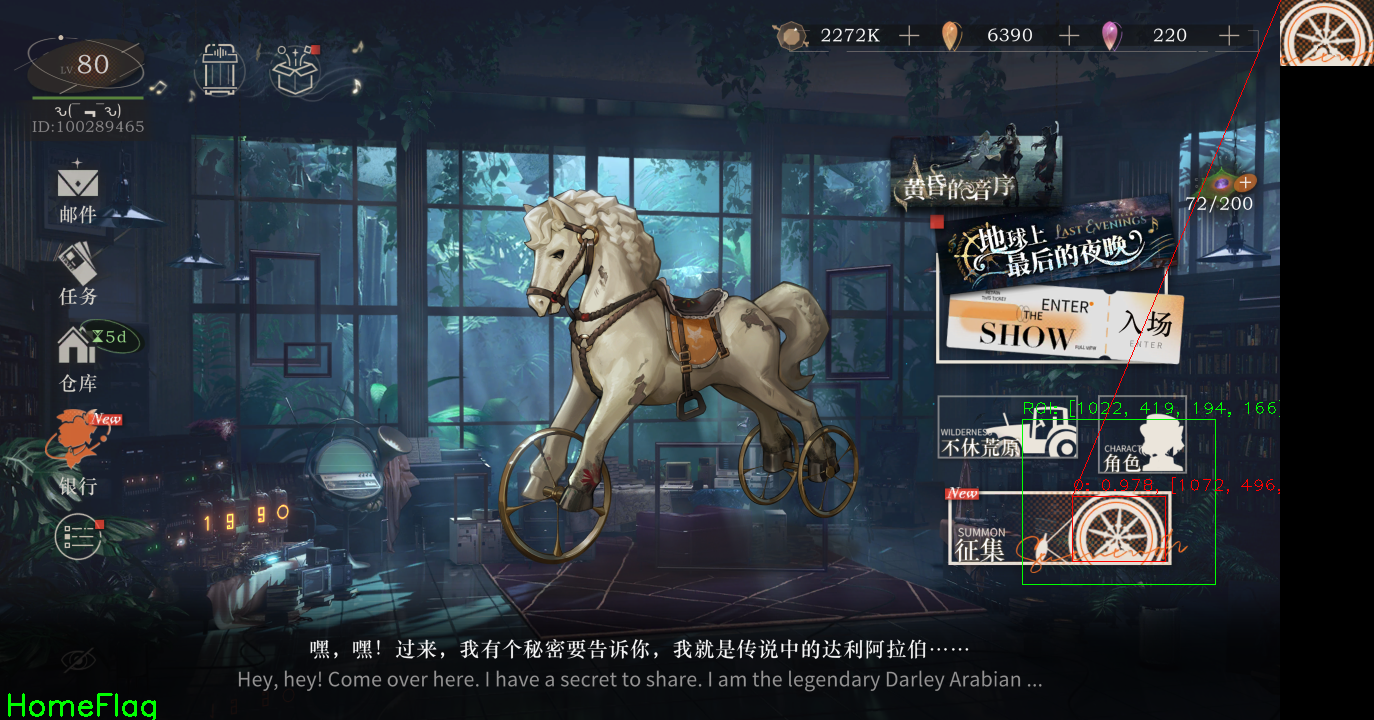 2272K
6390
220
LV.80
ID:100289465
邮件
黄昏的音序
72/200
地球上
最后的夜晚
LAST EVENINGS
任务
ENTER
THE
SHOW
FULL VIEW
入场
ENTER
5d
仓库
ROI: [1022, 419, 194, 166
WILDERNESS
不休荒原
CHARACT
角色
New
银行
0: 0.978, [1072, 496,
New
SUMMON
征集
1990
嘿，嘿！过来，我有个秘密要告诉你，我就是传说中的达利阿拉伯……
Hey, hey! Come over here. I have a secret to share. I am the legendary Darley Arabian ...
HomeFlag